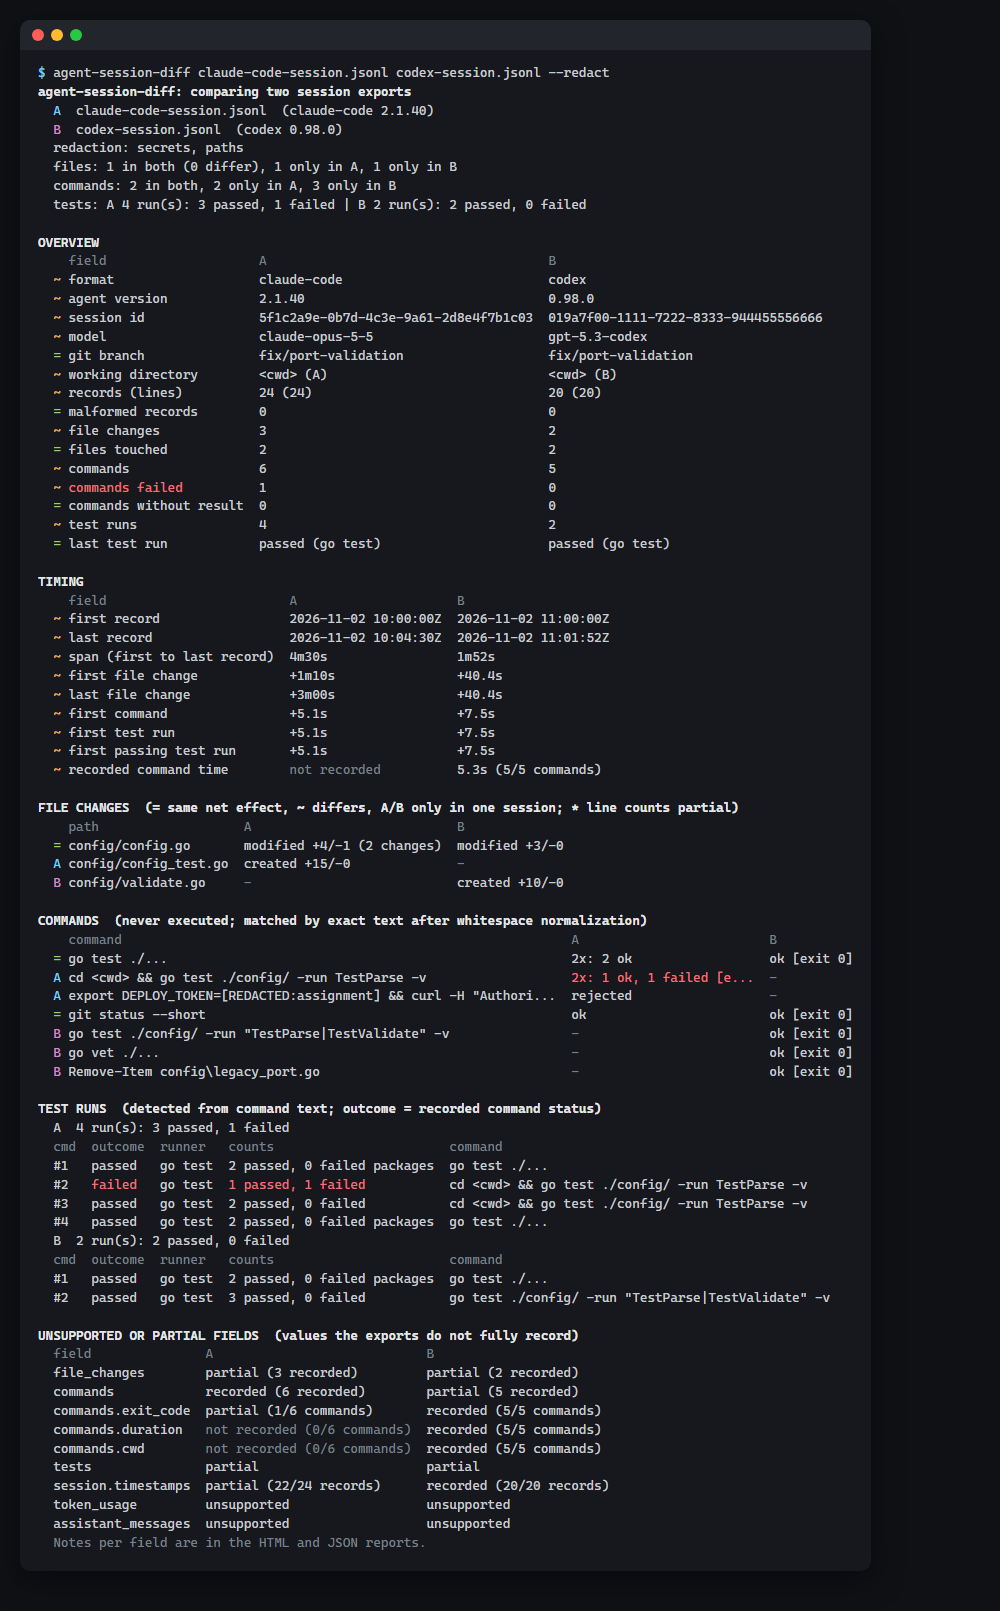 $ agent-session-diff claude-code-session.jsonl codex-session.jsonl --redact
agent-session-diff: comparing two session exports
A  claude-code-session.jsonl  (claude-code 2.1.40)
B  codex-session.jsonl  (codex 0.98.0)
redaction: secrets, paths
files: 1 in both (0 differ), 1 only in A, 1 only in B
commands: 2 in both, 2 only in A, 3 only in B
tests: A 4 run(s): 3 passed, 1 failed | B 2 run(s): 2 passed, 0 failed

OVERVIEW
field                    A                                     B
~ format                   claude-code                           codex
~ agent version            2.1.40                                0.98.0
~ session id               5f1c2a9e-0b7d-4c3e-9a61-2d8e4f7b1c03  019a7f00-1111-7222-8333-944455556666
~ model                    claude-opus-5-5                       gpt-5.3-codex
= git branch               fix/port-validation                   fix/port-validation
~ working directory        <cwd> (A)                             <cwd> (B)
~ records (lines)          24 (24)                               20 (20)
= malformed records        0                                     0
~ file changes             3                                     2
= files touched            2                                     2
~ commands                 6                                     5
~ commands failed          1                                     0
= commands without result  0                                     0
~ test runs                4                                     2
= last test run            passed (go test)                      passed (go test)

TIMING
field                        A                     B
~ first record                 2026-11-02 10:00:00Z  2026-11-02 11:00:00Z
~ last record                  2026-11-02 10:04:30Z  2026-11-02 11:01:52Z
~ span (first to last record)  4m30s                 1m52s
~ first file change            +1m10s                +40.4s
~ last file change             +3m00s                +40.4s
~ first command                +5.1s                 +7.5s
~ first test run               +5.1s                 +7.5s
~ first passing test run       +5.1s                 +7.5s
~ recorded command time        not recorded          5.3s (5/5 commands)

FILE CHANGES  (= same net effect, ~ differs, A/B only in one session; * line counts partial)
path                   A                           B
= config/config.go       modified +4/-1 (2 changes)  modified +3/-0
A config/config_test.go  created +15/-0              -
B config/validate.go     -                           created +10/-0

COMMANDS  (never executed; matched by exact text after whitespace normalization)
command                                                           A                         B
= go test ./...                                                     2x: 2 ok                  ok [exit 0]
A cd <cwd> && go test ./config/ -run TestParse -v                   2x: 1 ok, 1 failed [e...  -
A export DEPLOY_TOKEN=[REDACTED:assignment] && curl -H "Authori...  rejected                  -
= git status --short                                                ok                        ok [exit 0]
B go test ./config/ -run "TestParse|TestValidate" -v                -                         ok [exit 0]
B go vet ./...                                                      -                         ok [exit 0]
B Remove-Item config\legacy_port.go                                 -                         ok [exit 0]

TEST RUNS  (detected from command text; outcome = recorded command status)
A  4 run(s): 3 passed, 1 failed
cmd  outcome  runner   counts                       command
#1   passed   go test  2 passed, 0 failed packages  go test ./...
#2   failed   go test  1 passed, 1 failed           cd <cwd> && go test ./config/ -run TestParse -v
#3   passed   go test  2 passed, 0 failed           cd <cwd> && go test ./config/ -run TestParse -v
#4   passed   go test  2 passed, 0 failed packages  go test ./...
B  2 run(s): 2 passed, 0 failed
cmd  outcome  runner   counts                       command
#1   passed   go test  2 passed, 0 failed packages  go test ./...
#2   passed   go test  3 passed, 0 failed           go test ./config/ -run "TestParse|TestValidate" -v

UNSUPPORTED OR PARTIAL FIELDS  (values the exports do not fully record)
field               A                            B
file_changes        partial (3 recorded)         partial (2 recorded)
commands            recorded (6 recorded)        partial (5 recorded)
commands.exit_code  partial (1/6 commands)       recorded (5/5 commands)
commands.duration   not recorded (0/6 commands)  recorded (5/5 commands)
commands.cwd        not recorded (0/6 commands)  recorded (5/5 commands)
tests               partial                      partial
session.timestamps  partial (22/24 records)      recorded (20/20 records)
token_usage         unsupported                  unsupported
assistant_messages  unsupported                  unsupported
Notes per field are in the HTML and JSON reports.